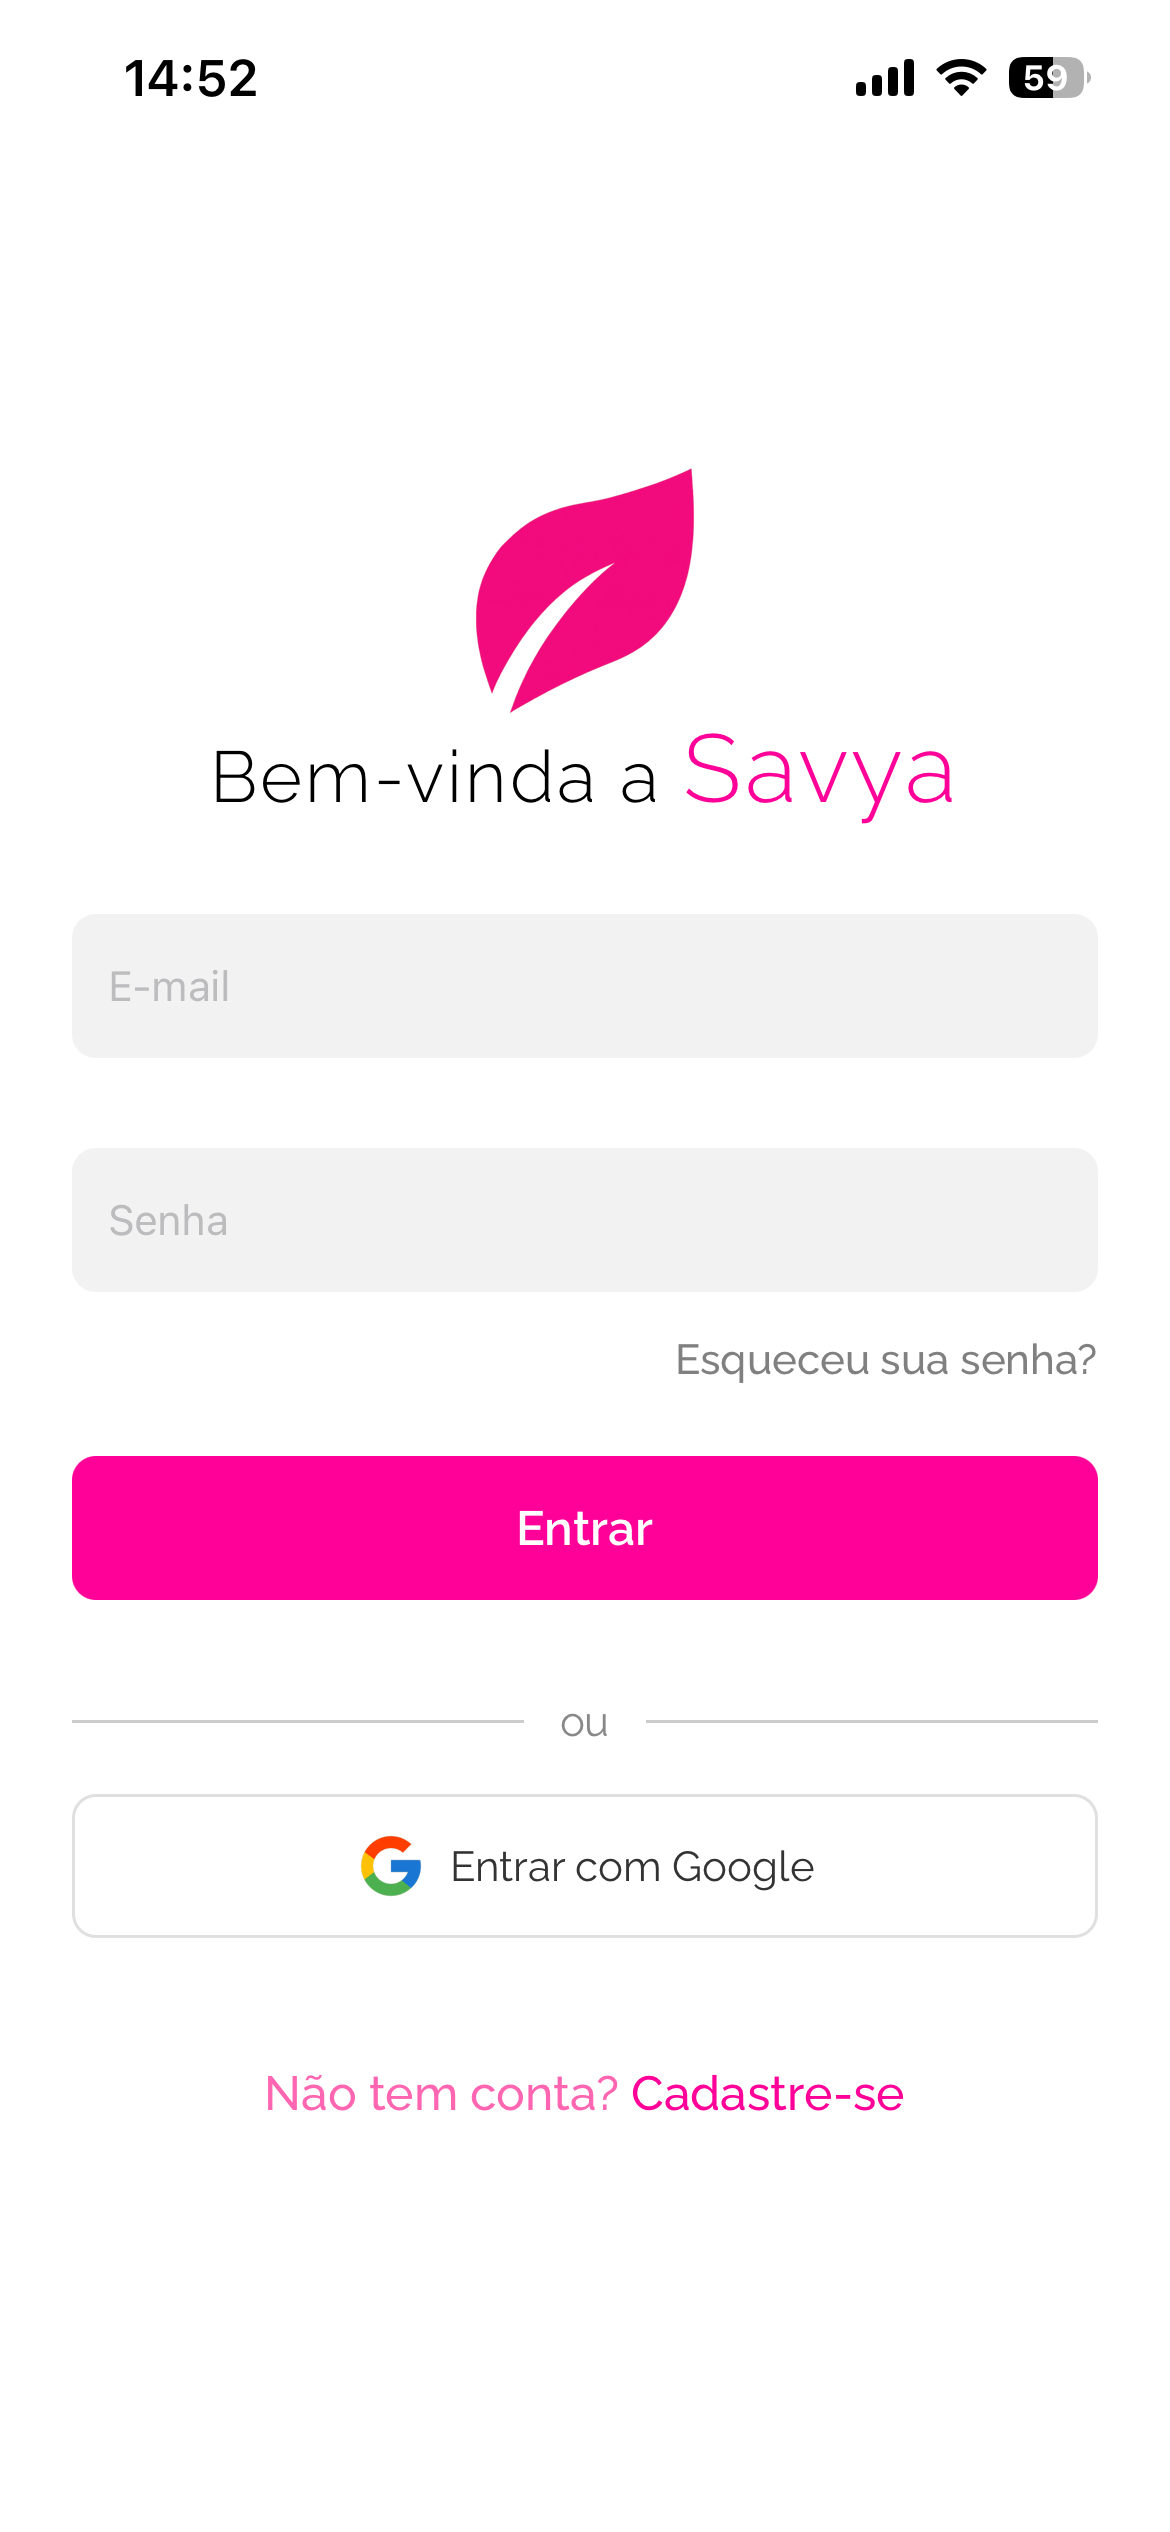 14:52
59
Bem-vinda a Savya
E-mail
Senha
Esqueceu sua senha?
Entrar
ou
Entrar com Google
Não tem conta? Cadastre-se